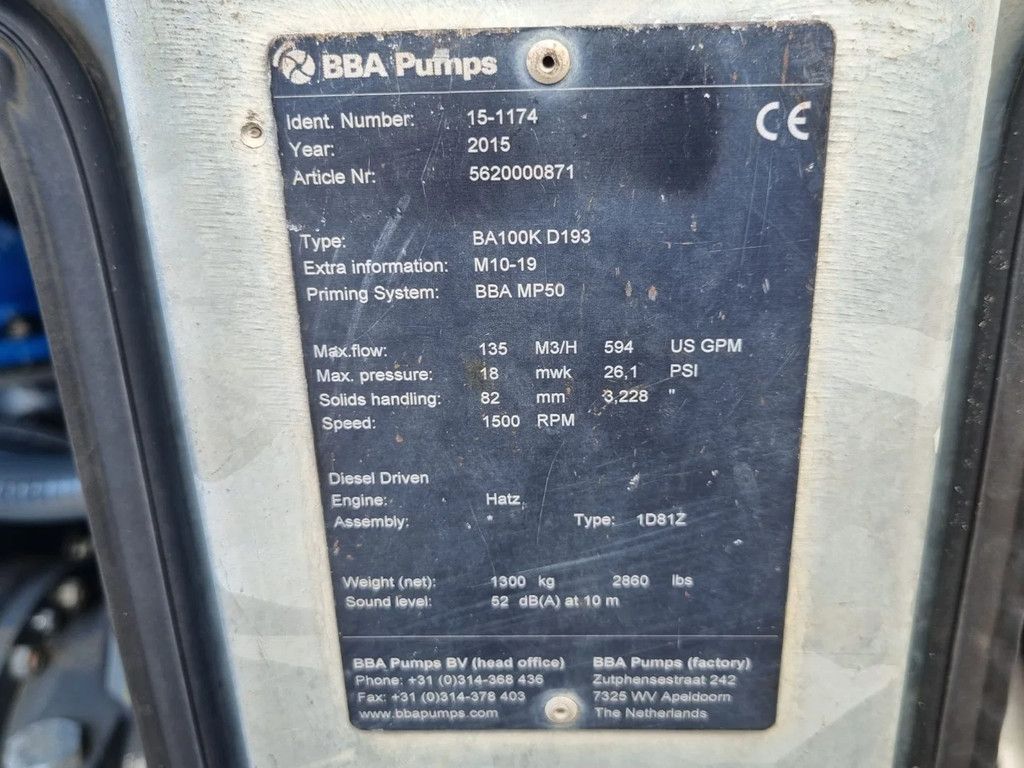 BBA Pumps
CE
Ident. Number: 15-1174
Year: 2015
Article Nr: 5620000871
Type: BA100K D193
Extra information: M10-19
Priming System: BBA MP50
Max.flow: 135 M3/H 594 US GPM
Max. pressure: 18 mwk 26,1 PSI
Solids handling: 82 mm 3,228 "
Speed: 1500 RPM
Diesel Driven
Engine: Hatz
Assembly: * Type: 1D81Z
Weight (net): 1300 kg 2860 lbs
Sound level: 52 dB(A) at 10 m
BBA Pumps BV (head office)
Phone: +31 (0)314-368 436
Fax: +31 (0)314-378 403
www.bbapumps.com
BBA Pumps (factory)
Zutphensestraat 242
7325 WV Apeldoorn
The Netherlands